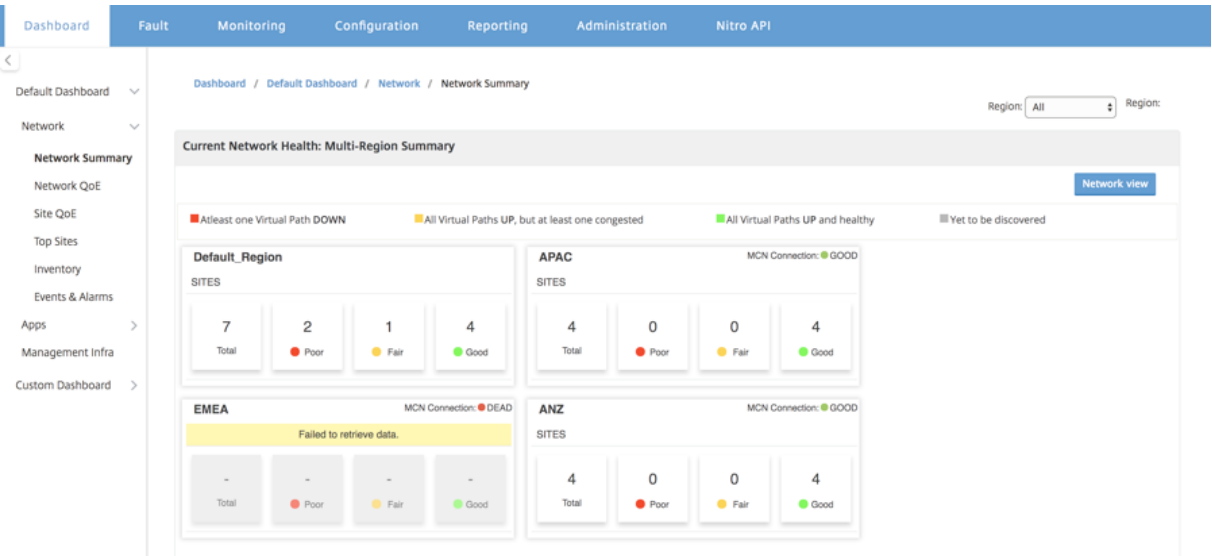 Dashboard Fault Monitoring Configuration Reporting Administration Nitro API
Default Dashboard
Network
Network Summary
Network QoE
Site QoE
Top Sites
Inventory
Events & Alarms
Apps
Management Infra
Custom Dashboard
Dashboard / Default Dashboard / Network / Network Summary
Region: All Region:
Current Network Health: Multi-Region Summary
Network view
Atleast one Virtual Path DOWN All Virtual Paths UP, but at least one congested All Virtual Paths UP and healthy Yet to be discovered
Default_Region
SITES
7 2 1 4
Total Poor Fair Good
APAC MCN Connection: GOOD
SITES
4 0 0 4
Total Poor Fair Good
EMEA MCN Connection: DEAD
Failed to retrieve data.
- - - -
Total Poor Fair Good
ANZ MCN Connection: GOOD
SITES
4 0 0 4
Total Poor Fair Good